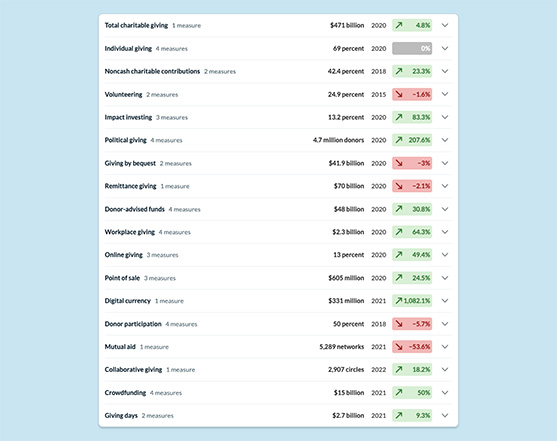 Total charitable giving 1 measure $471 billion 2020 4.8%
Individual giving 4 measures 69 percent 2020 0%
Noncash charitable contributions 2 measures 42.4 percent 2018 23.3%
Volunteering 2 measures 24.9 percent 2015 −1.6%
Impact investing 3 measures 13.2 percent 2020 83.3%
Political giving 4 measures 4.7 million donors 2020 207.6%
Giving by bequest 2 measures $41.9 billion 2020 −3%
Remittance giving 1 measure $70 billion 2020 −2.1%
Donor-advised funds 4 measures $48 billion 2020 30.8%
Workplace giving 4 measures $2.3 billion 2020 64.3%
Online giving 3 measures 13 percent 2020 49.4%
Point of sale 3 measures $605 million 2020 24.5%
Digital currency 1 measure $331 million 2021 1,082.1%
Donor participation 4 measures 50 percent 2018 −5.7%
Mutual aid 1 measure 5,289 networks 2021 −53.6%
Collaborative giving 1 measure 2,907 circles 2022 18.2%
Crowdfunding 4 measures $15 billion 2021 50%
Giving days 2 measures $2.7 billion 2021 9.3%